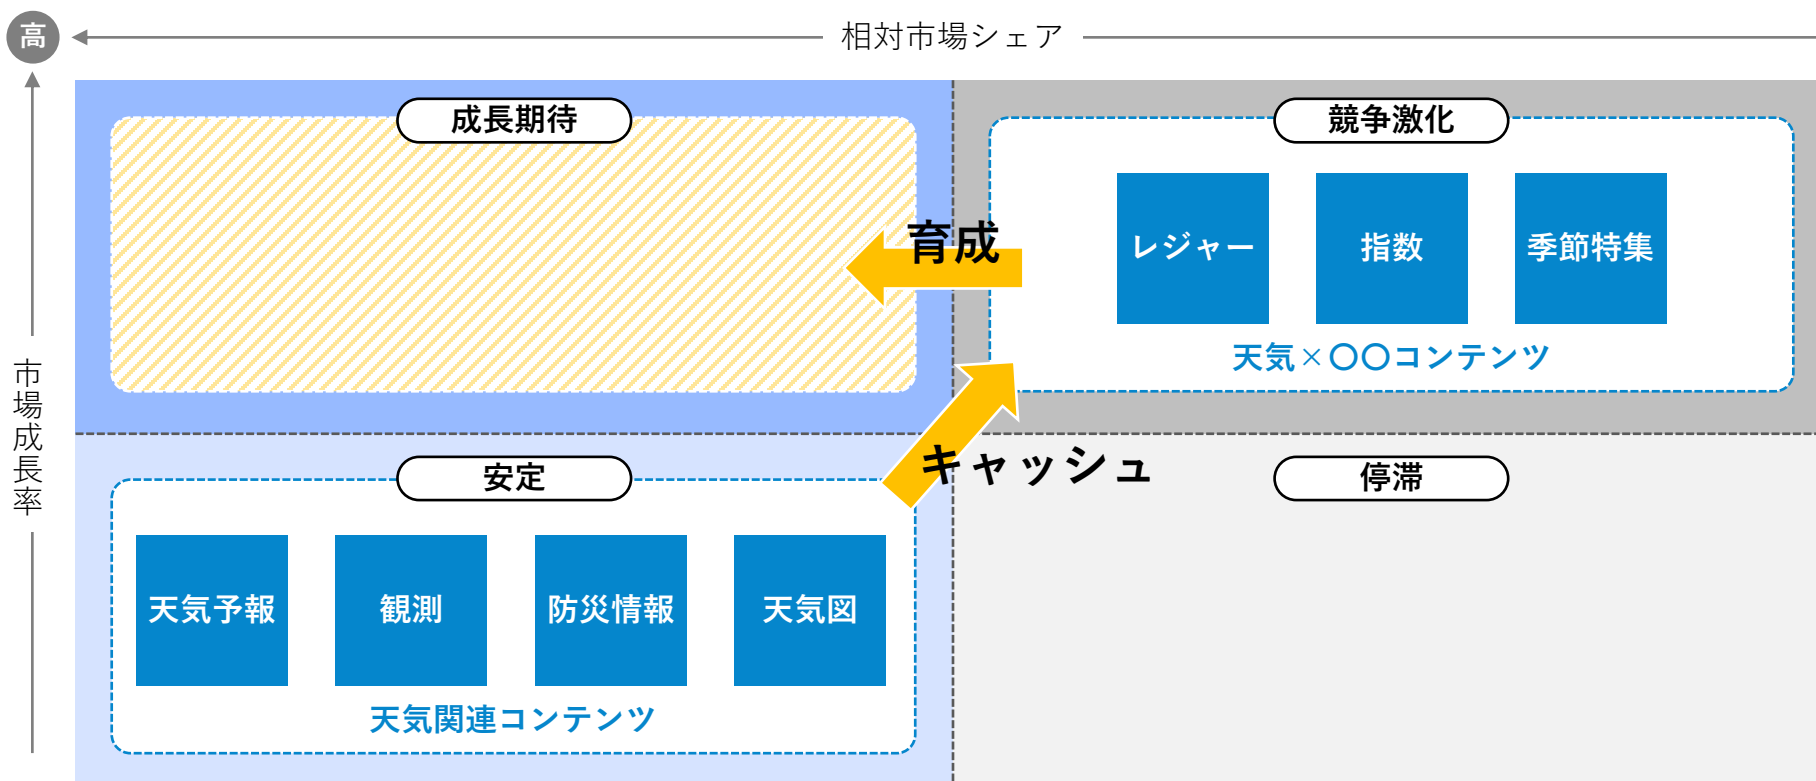 高
相対市場シェア
市場成長率
成長期待
競争激化
レジャー
指数
季節特集
天気×〇〇コンテンツ
育成
キャッシュ
安定
天気予報
観測
防災情報
天気図
天気関連コンテンツ
停滞